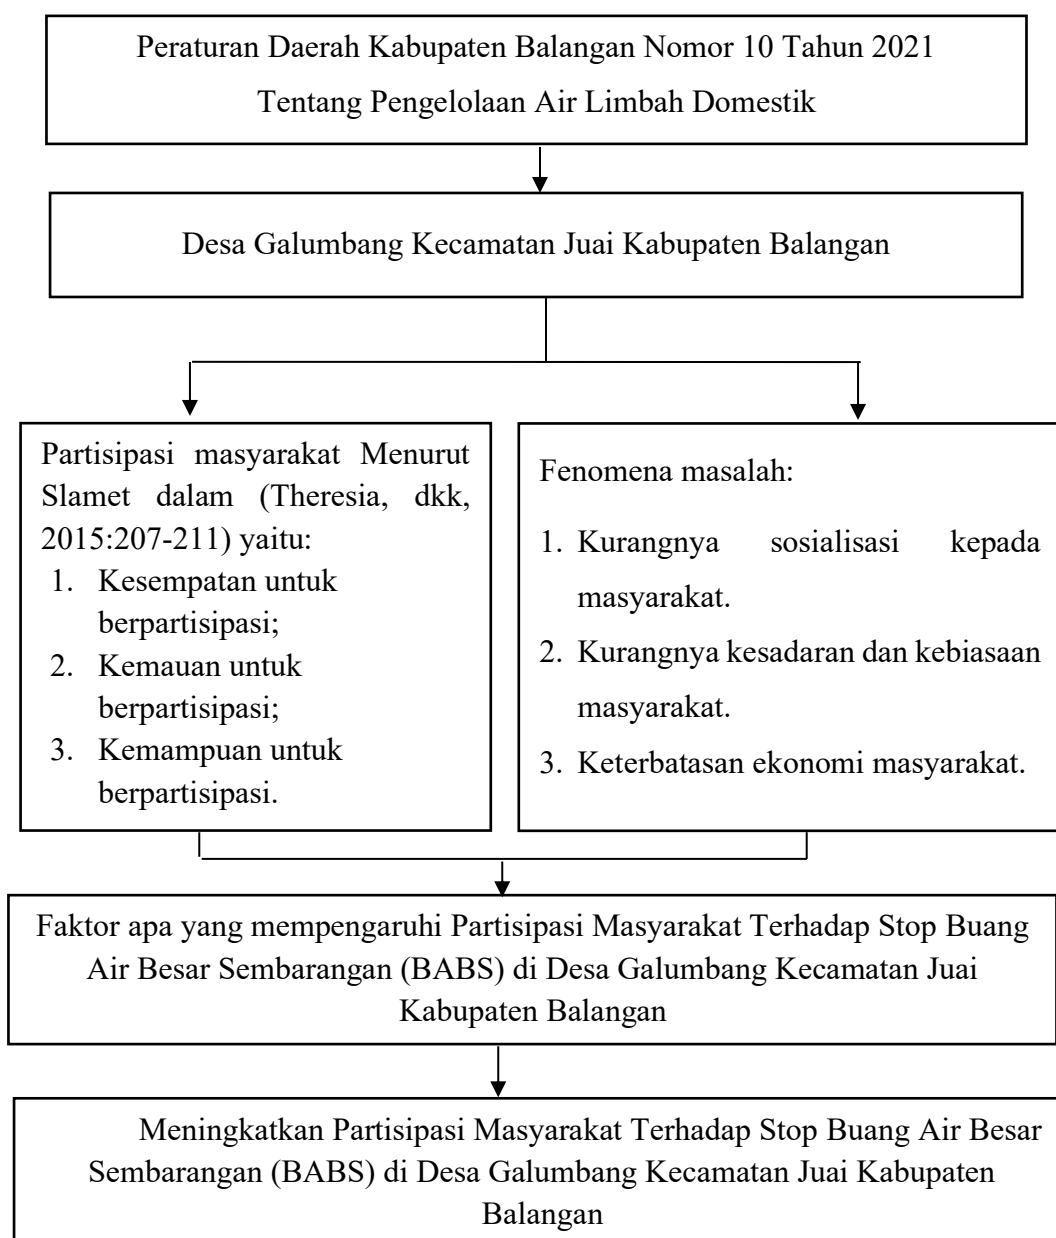 Peraturan Daerah Kabupaten Balangan Nomor 10 Tahun 2021
Tentang Pengelolaan Air Limbah Domestik
Desa Galumbang Kecamatan Juai Kabupaten Balangan
Partisipasi masyarakat Menurut
Slamet dalam (Theresia, dkk,
2015:207-211) yaitu:
1. Kesempatan untuk
berpartisipasi;
2. Kemauan untuk
berpartisipasi;
3. Kemampuan untuk
berpartisipasi.
Fenomena masalah:
1. Kurangnya sosialisasi kepada
masyarakat.
2. Kurangnya kesadaran dan kebiasaan
masyarakat.
3. Keterbatasan ekonomi masyarakat.
Faktor apa yang mempengaruhi Partisipasi Masyarakat Terhadap Stop Buang
Air Besar Sembarangan (BABS) di Desa Galumbang Kecamatan Juai
Kabupaten Balangan
Meningkatkan Partisipasi Masyarakat Terhadap Stop Buang Air Besar
Sembarangan (BABS) di Desa Galumbang Kecamatan Juai Kabupaten
Balangan